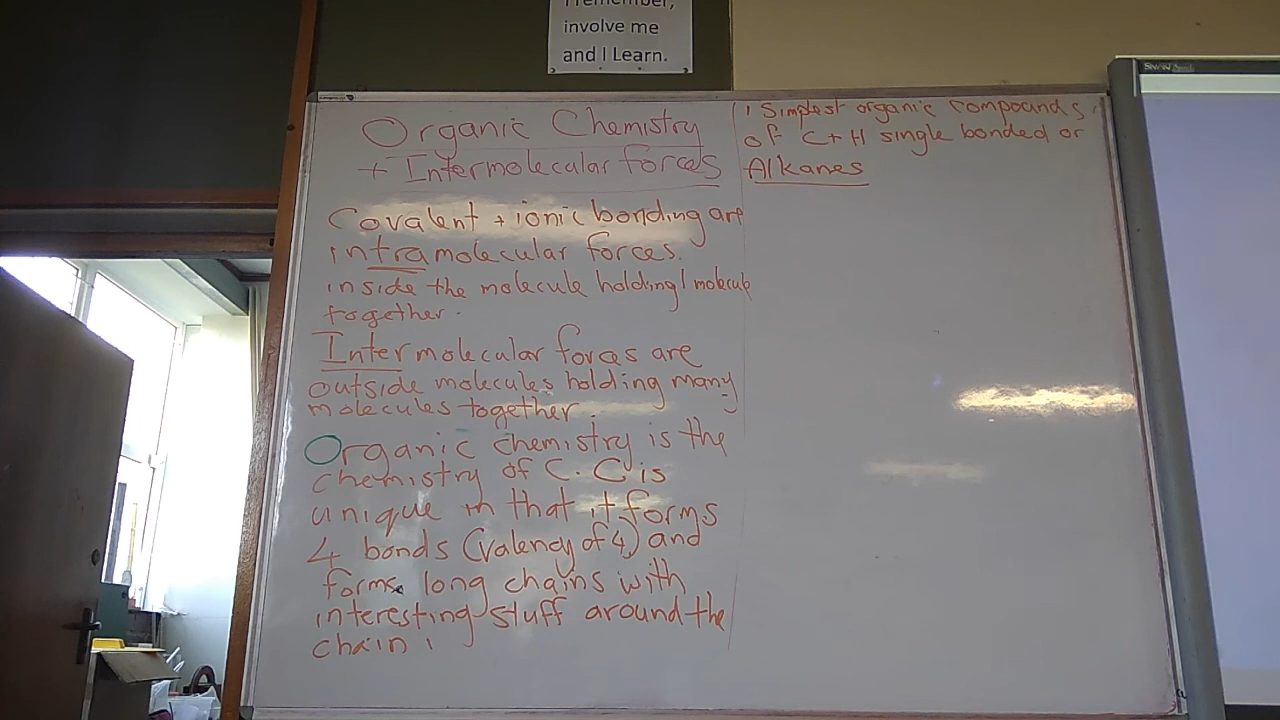 I remember,
involve me
and I Learn.
Organic Chemistry
+ Intermolecular forces
Covalent + ionic bonding are
intramolecular forces.
inside the molecule holding 1 molecule
together.
Intermolecular forces are
outside molecules holding many
molecules together.
Organic chemistry is the
chemistry of C. C is
unique in that it forms
4 bonds (valency of 4) and
forms long chains with
interesting stuff around the
chain.
Simplest organic compounds,
of C+H single bonded or
Alkanes